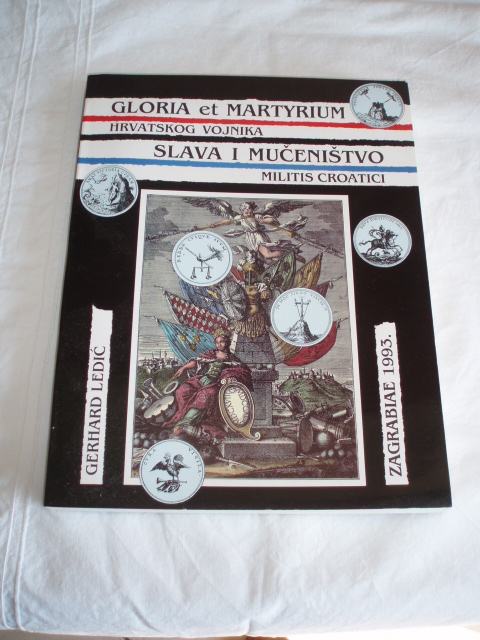 GLORIA et MARTYRIUM
HRVATSKOG VOJNIKA
SLAVA I MUČENIŠTVO
MILITIS CROATICI
GERHARD LEDIĆ
ZAGRABIAE 1993.